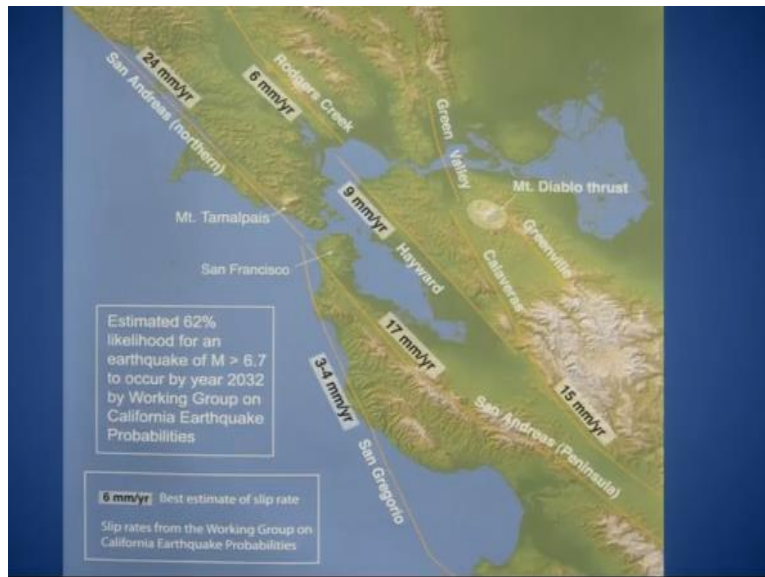 24 mm/yr
San Andreas (northern)
6 mm/yr
Rodgers Creek
Green
Valley
Mt. Diablo thrust
Mt. Tamalpais
9 mm/yr
Hayward
Calaveras
Greenville
San Francisco
Estimated 62%
likelihood for an
earthquake of M > 6.7
to occur by year 2032
by Working Group on
California Earthquake
Probabilities
17 mm/yr
3-4 mm/yr
15 mm/yr
San Andreas (Peninsula)
San Gregorio
6 mm/yr Best estimate of slip rate
Slip rates from the Working Group on
California Earthquake Probabilities